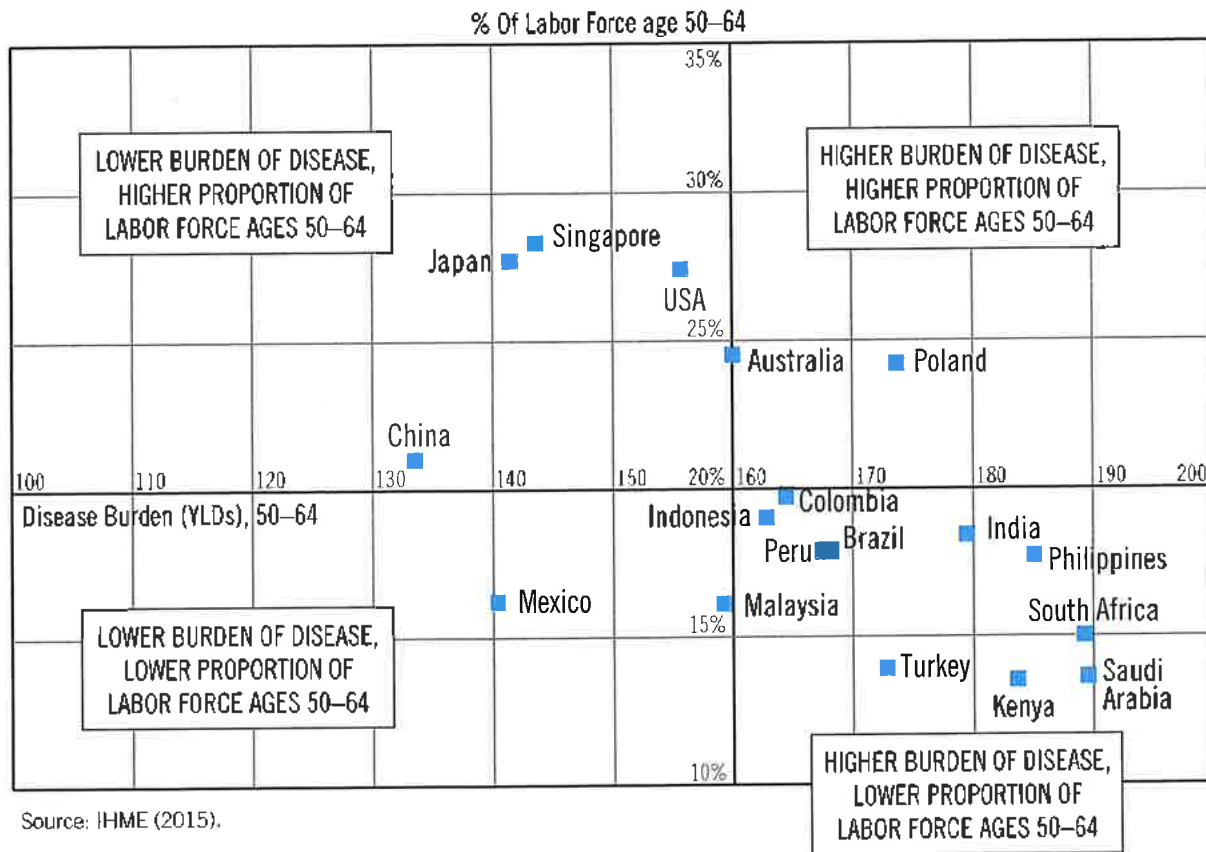 % Of Labor Force age 50–64
35%
LOWER BURDEN OF DISEASE,
HIGHER PROPORTION OF
LABOR FORCE AGES 50–64
HIGHER BURDEN OF DISEASE,
HIGHER PROPORTION OF
LABOR FORCE AGES 50–64
30%
Singapore
Japan
USA
25%
Australia
Poland
China
100
110
120
130
140
150
20%
160
170
180
190
200
Disease Burden (YLDs), 50–64
Colombia
Indonesia
Brazil
Peru
India
Philippines
Mexico
Malaysia
South Africa
15%
LOWER BURDEN OF DISEASE,
LOWER PROPORTION OF
LABOR FORCE AGES 50–64
Turkey
Kenya
Saudi
Arabia
10%
HIGHER BURDEN OF DISEASE,
LOWER PROPORTION OF
LABOR FORCE AGES 50–64
Source: IHME (2015).